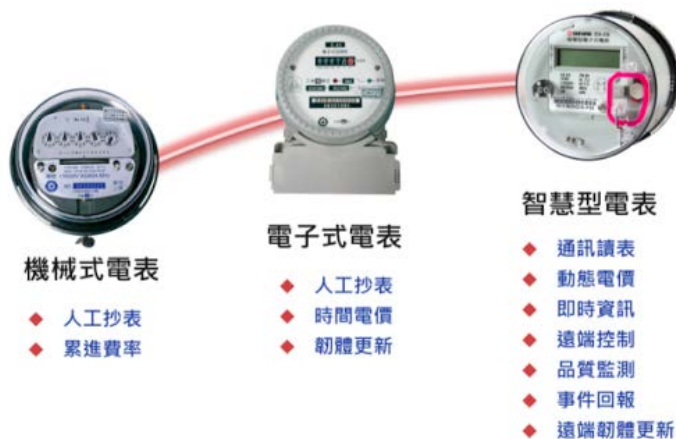 機械式電表
人工抄表
累進費率
電子式電表
人工抄表
時間電價
韌體更新
智慧型電表
通訊讀表
動態電價
即時資訊
遠端控制
品質監測
事件回報
遠端韌體更新